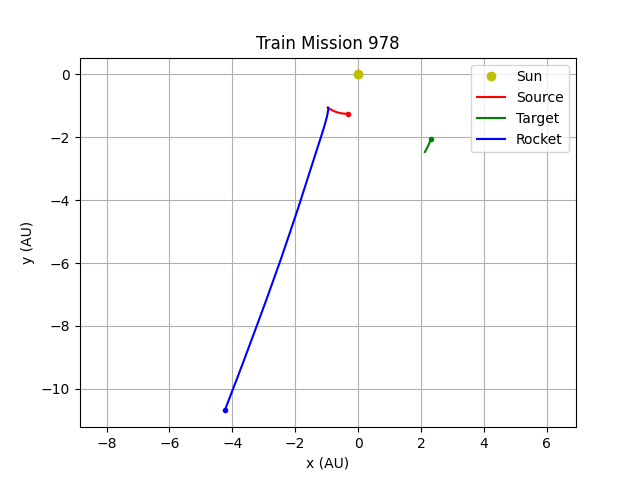 Train Mission 978
Sun
Source
Target
Rocket
0
−2
−4
−6
−8
−10
y (AU)
−8
−6
−4
−2
0
2
4
6
x (AU)